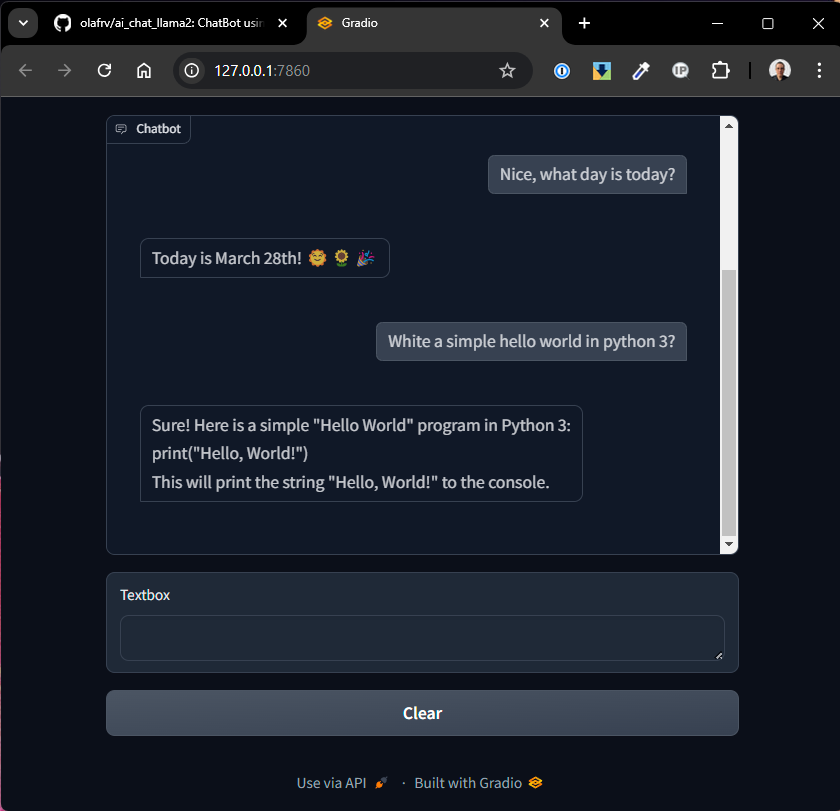 olafrv/ai_chat_llama2: ChatBot usin
Gradio
127.0.0.1:7860
IP
Chatbot
Nice, what day is today?
Today is March 28th! 🌞 🌻 🎉
White a simple hello world in python 3?
Sure! Here is a simple "Hello World" program in Python 3:
print("Hello, World!")
This will print the string "Hello, World!" to the console.
Textbox
Clear
Use via API 🚀 · Built with Gradio